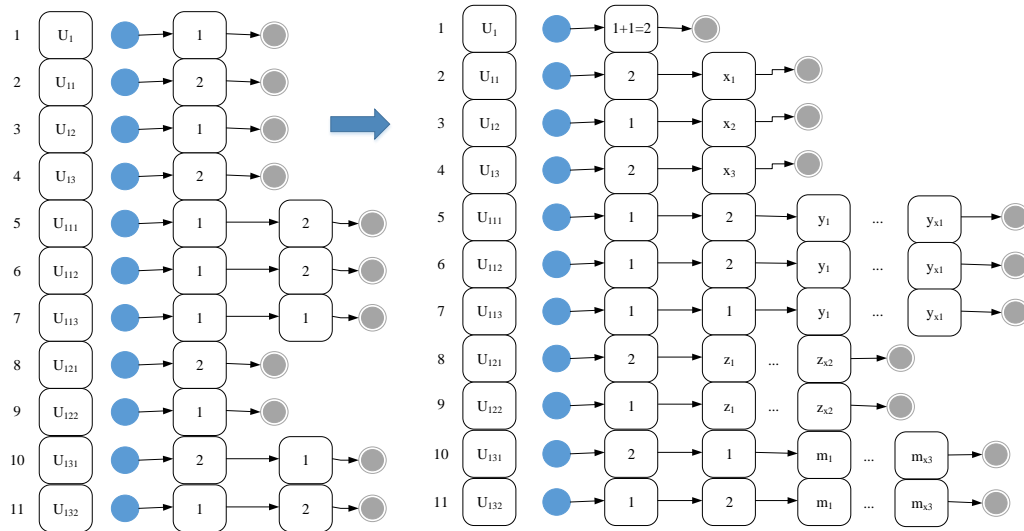 1 U₁ 1
2 U₁₁ 2
3 U₁₂ 1
4 U₁₃ 2
5 U₁₁₁ 1 2
6 U₁₁₂ 1 2
7 U₁₁₃ 1 1
8 U₁₂₁ 2
9 U₁₂₂ 1
10 U₁₃₁ 2 1
11 U₁₃₂ 1 2
1 U₁ 1+1=2
2 U₁₁ 2 x₁
3 U₁₂ 1 x₂
4 U₁₃ 2 x₃
5 U₁₁₁ 1 2 y₁ ... yₓ₁
6 U₁₁₂ 1 2 y₁ ... yₓ₁
7 U₁₁₃ 1 1 y₁ ... yₓ₁
8 U₁₂₁ 2 z₁ ... zₓ₂
9 U₁₂₂ 1 z₁ ... zₓ₂
10 U₁₃₁ 2 1 m₁ ... mₓ₃
11 U₁₃₂ 1 2 m₁ ... mₓ₃